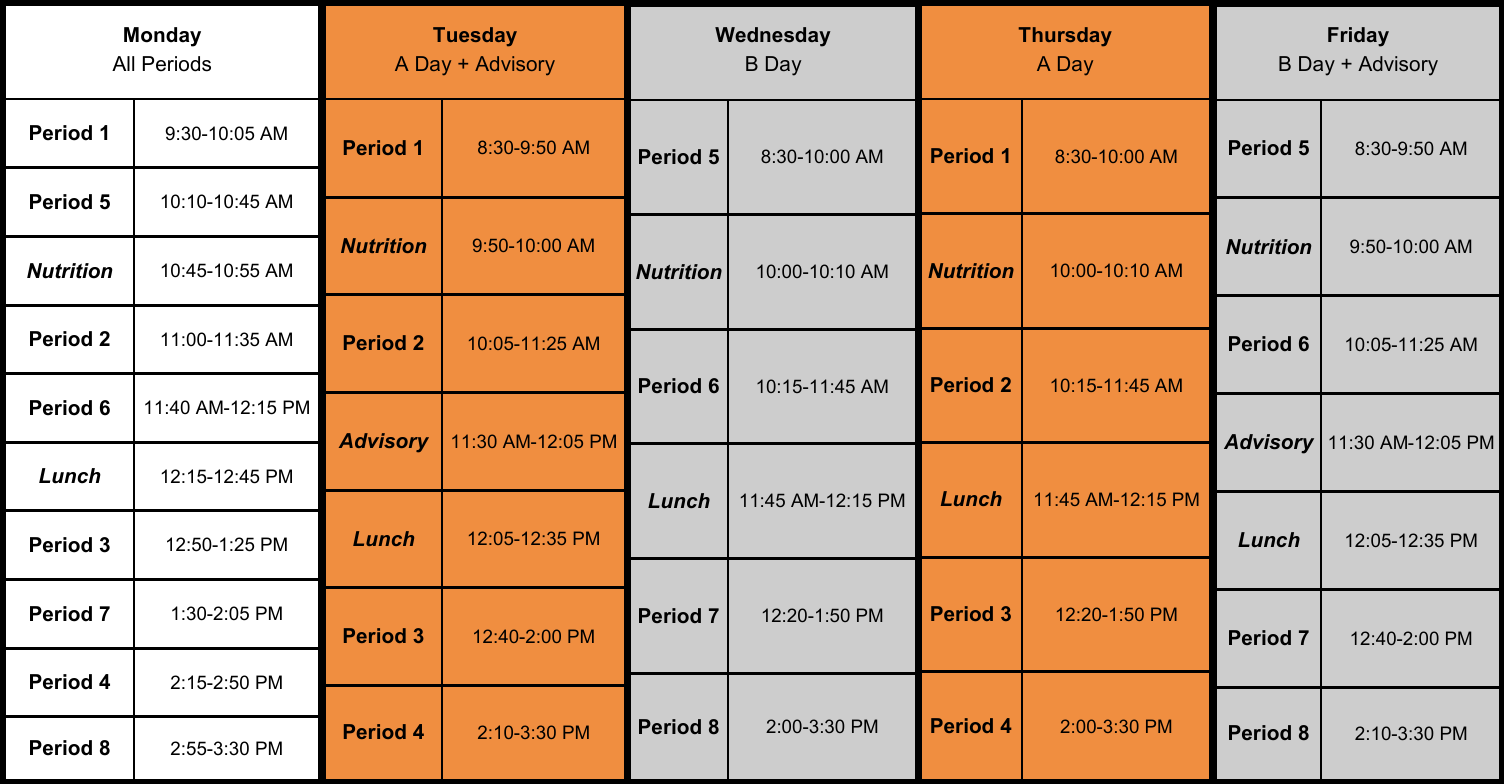 Monday
All Periods
Period 1 9:30-10:05 AM
Period 5 10:10-10:45 AM
Nutrition 10:45-10:55 AM
Period 2 11:00-11:35 AM
Period 6 11:40 AM-12:15 PM
Lunch 12:15-12:45 PM
Period 3 12:50-1:25 PM
Period 7 1:30-2:05 PM
Period 4 2:15-2:50 PM
Period 8 2:55-3:30 PM
Tuesday
A Day + Advisory
Period 1 8:30-9:50 AM
Nutrition 9:50-10:00 AM
Period 2 10:05-11:25 AM
Advisory 11:30 AM-12:05 PM
Lunch 12:05-12:35 PM
Period 3 12:40-2:00 PM
Period 4 2:10-3:30 PM
Wednesday
B Day
Period 5 8:30-10:00 AM
Nutrition 10:00-10:10 AM
Period 6 10:15-11:45 AM
Lunch 11:45 AM-12:15 PM
Period 7 12:20-1:50 PM
Period 8 2:00-3:30 PM
Thursday
A Day
Period 1 8:30-10:00 AM
Nutrition 10:00-10:10 AM
Period 2 10:15-11:45 AM
Lunch 11:45 AM-12:15 PM
Period 3 12:20-1:50 PM
Period 4 2:00-3:30 PM
Friday
B Day + Advisory
Period 5 8:30-9:50 AM
Nutrition 9:50-10:00 AM
Period 6 10:05-11:25 AM
Advisory 11:30 AM-12:05 PM
Lunch 12:05-12:35 PM
Period 7 12:40-2:00 PM
Period 8 2:10-3:30 PM